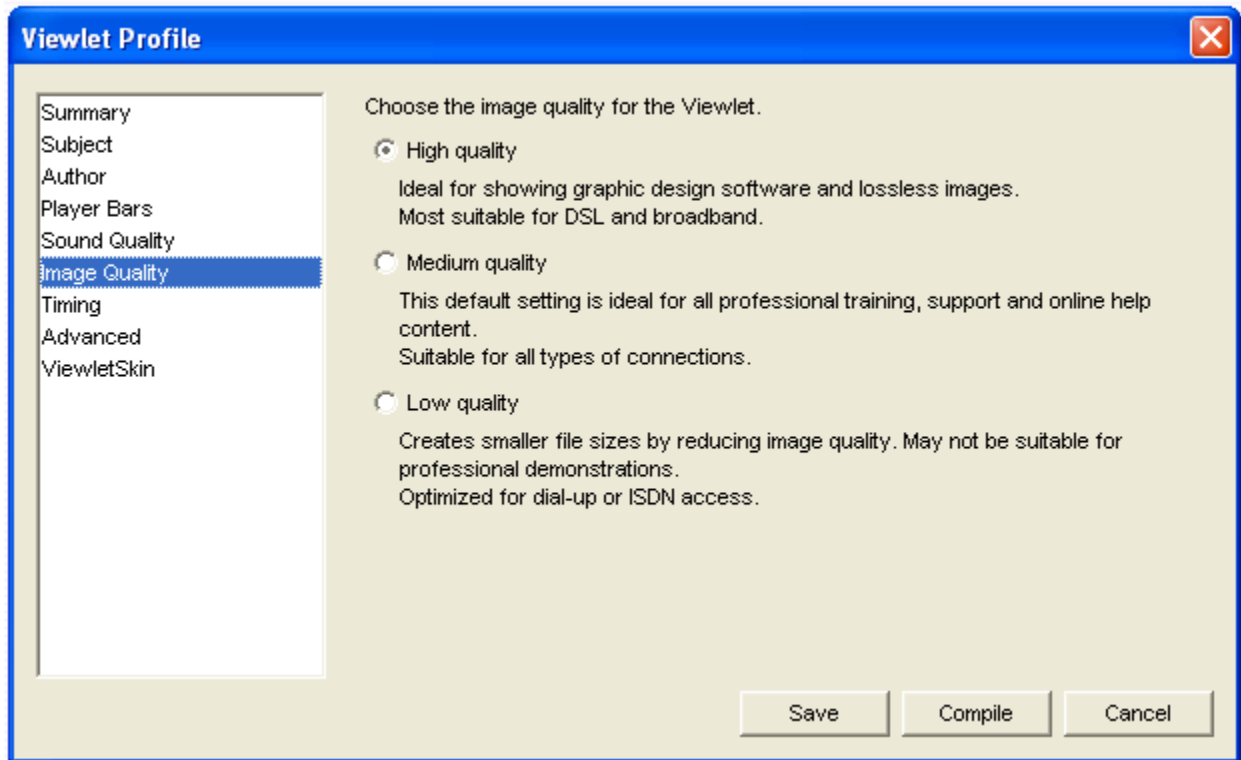 Viewlet Profile
Summary
Subject
Author
Player Bars
Sound Quality
Image Quality
Timing
Advanced
ViewletSkin
Choose the image quality for the Viewlet.
High quality
Ideal for showing graphic design software and lossless images.
Most suitable for DSL and broadband.
Medium quality
This default setting is ideal for all professional training, support and online help
content.
Suitable for all types of connections.
Low quality
Creates smaller file sizes by reducing image quality. May not be suitable for
professional demonstrations.
Optimized for dial-up or ISDN access.
Save
Compile
Cancel